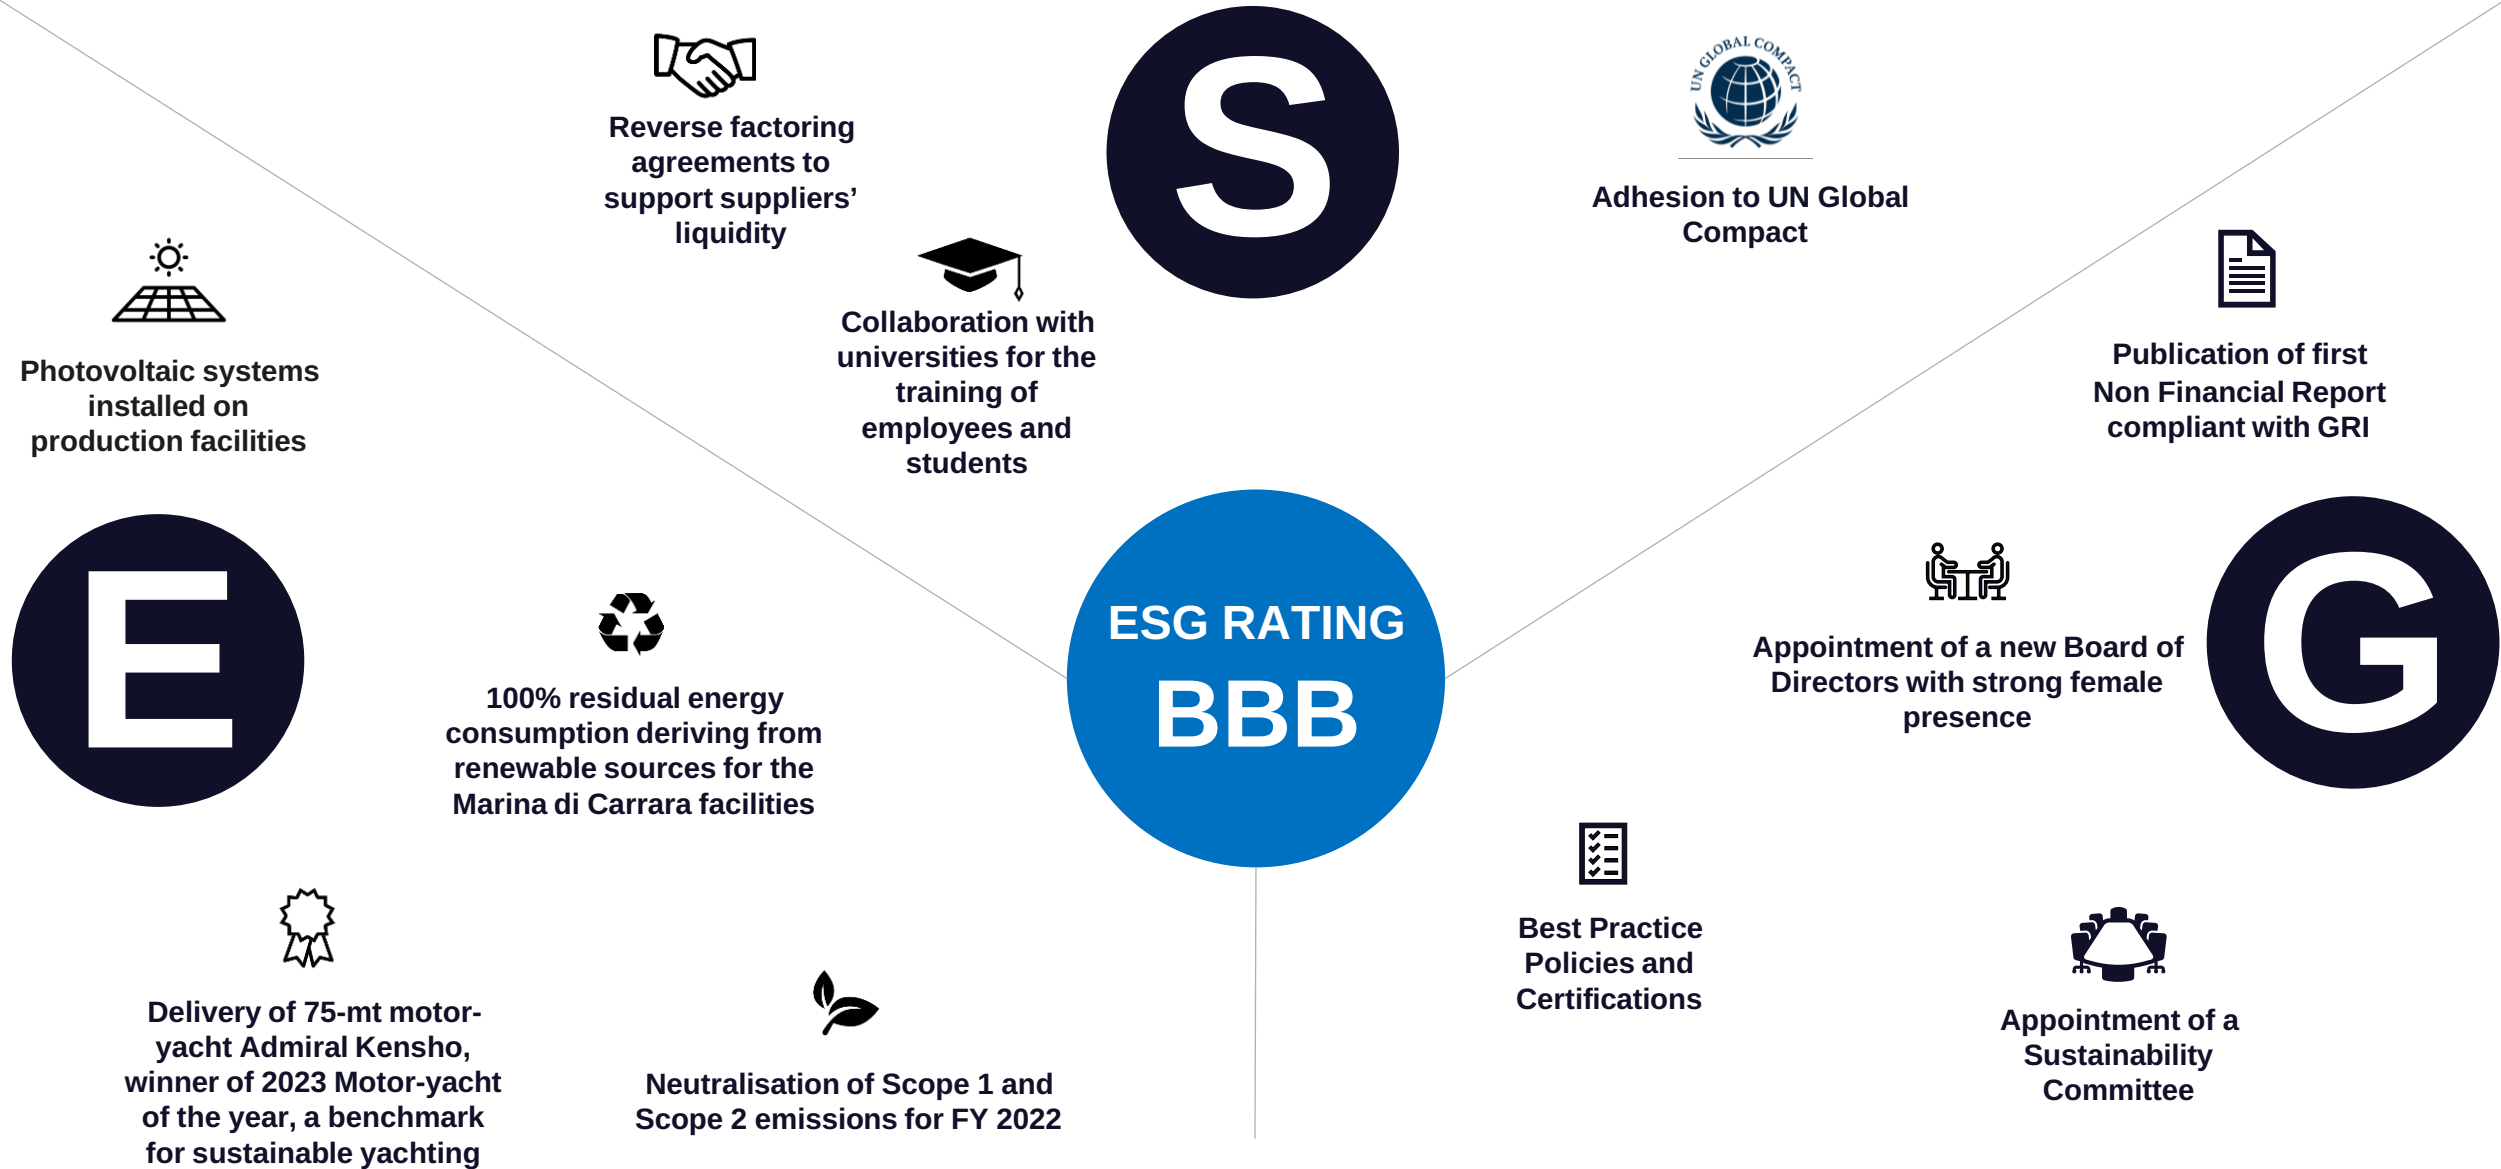 Reverse factoring
agreements to
support suppliers’
liquidity
Collaboration with
universities for the
training of
employees and
students
S
UN GLOBAL COMPACT
Adhesion to UN Global
Compact
Photovoltaic systems
installed on
production facilities
E
100% residual energy
consumption deriving from
renewable sources for the
Marina di Carrara facilities
Delivery of 75-mt motor-
yacht Admiral Kensho,
winner of 2023 Motor-yacht
of the year, a benchmark
for sustainable yachting
Neutralisation of Scope 1 and
Scope 2 emissions for FY 2022
ESG RATING
BBB
Publication of first
Non Financial Report
compliant with GRI
Appointment of a new Board of
Directors with strong female
presence
G
Best Practice
Policies and
Certifications
Appointment of a
Sustainability
Committee